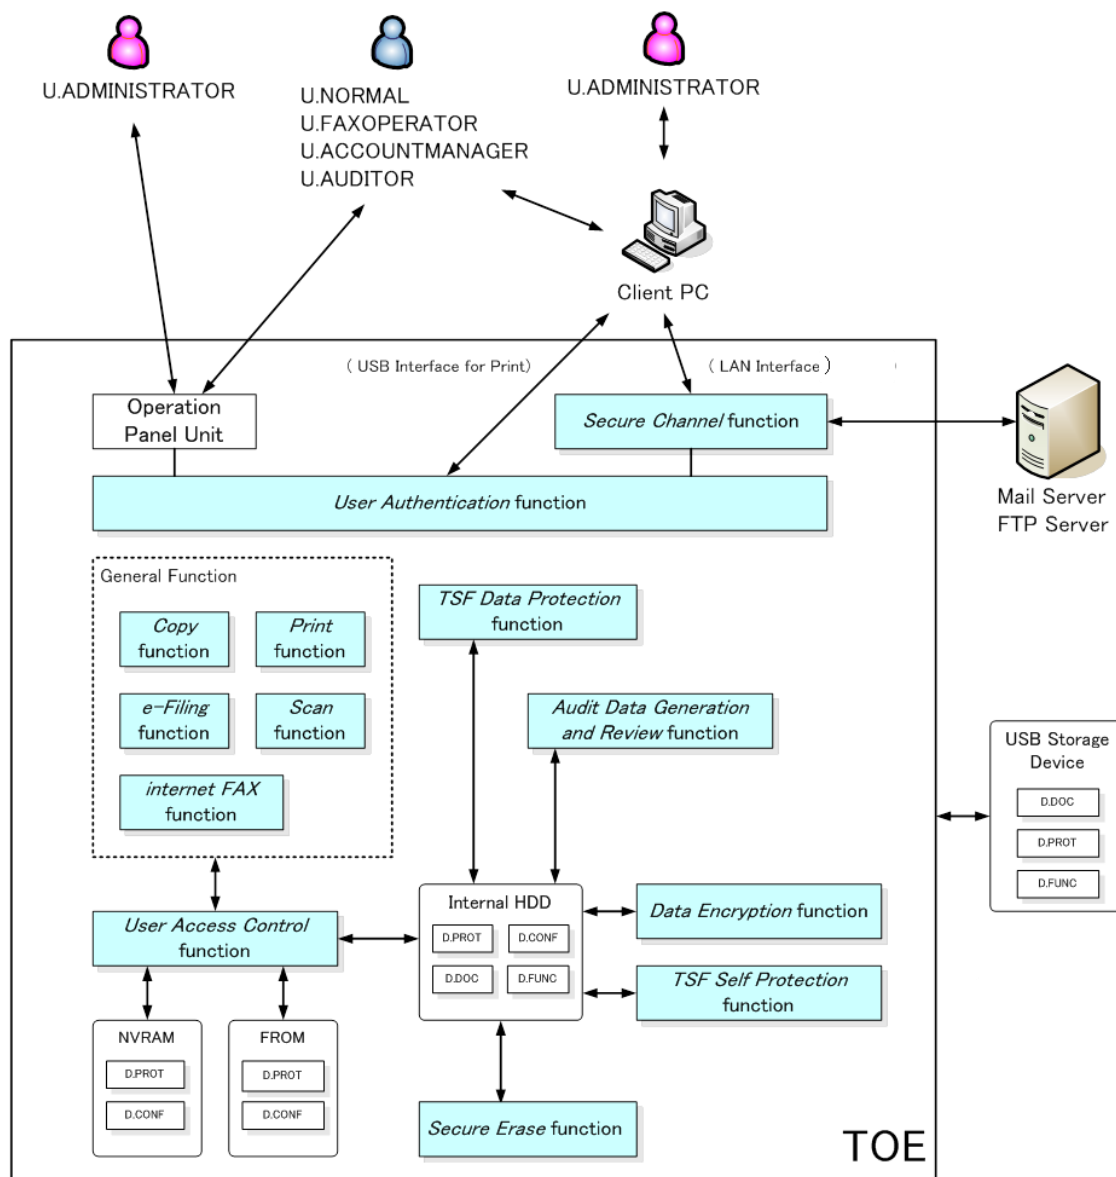 U.ADMINISTRATOR
U.NORMAL
U.FAXOPERATOR
U.ACCOUNTMANAGER
U.AUDITOR
U.ADMINISTRATOR
Client PC
( USB Interface for Print)
( LAN Interface )
Operation
Panel Unit
Secure Channel function
User Authentication function
Mail Server
FTP Server
General Function
Copy
function
Print
function
e-Filing
function
Scan
function
internet FAX
function
TSF Data Protection
function
Audit Data Generation
and Review function
USB Storage
Device
D.DOC
D.PROT
D.FUNC
User Access Control
function
Internal HDD
D.PROT
D.CONF
D.DOC
D.FUNC
Data Encryption function
TSF Self Protection
function
NVRAM
D.PROT
D.CONF
FROM
D.PROT
D.CONF
Secure Erase function
TOE